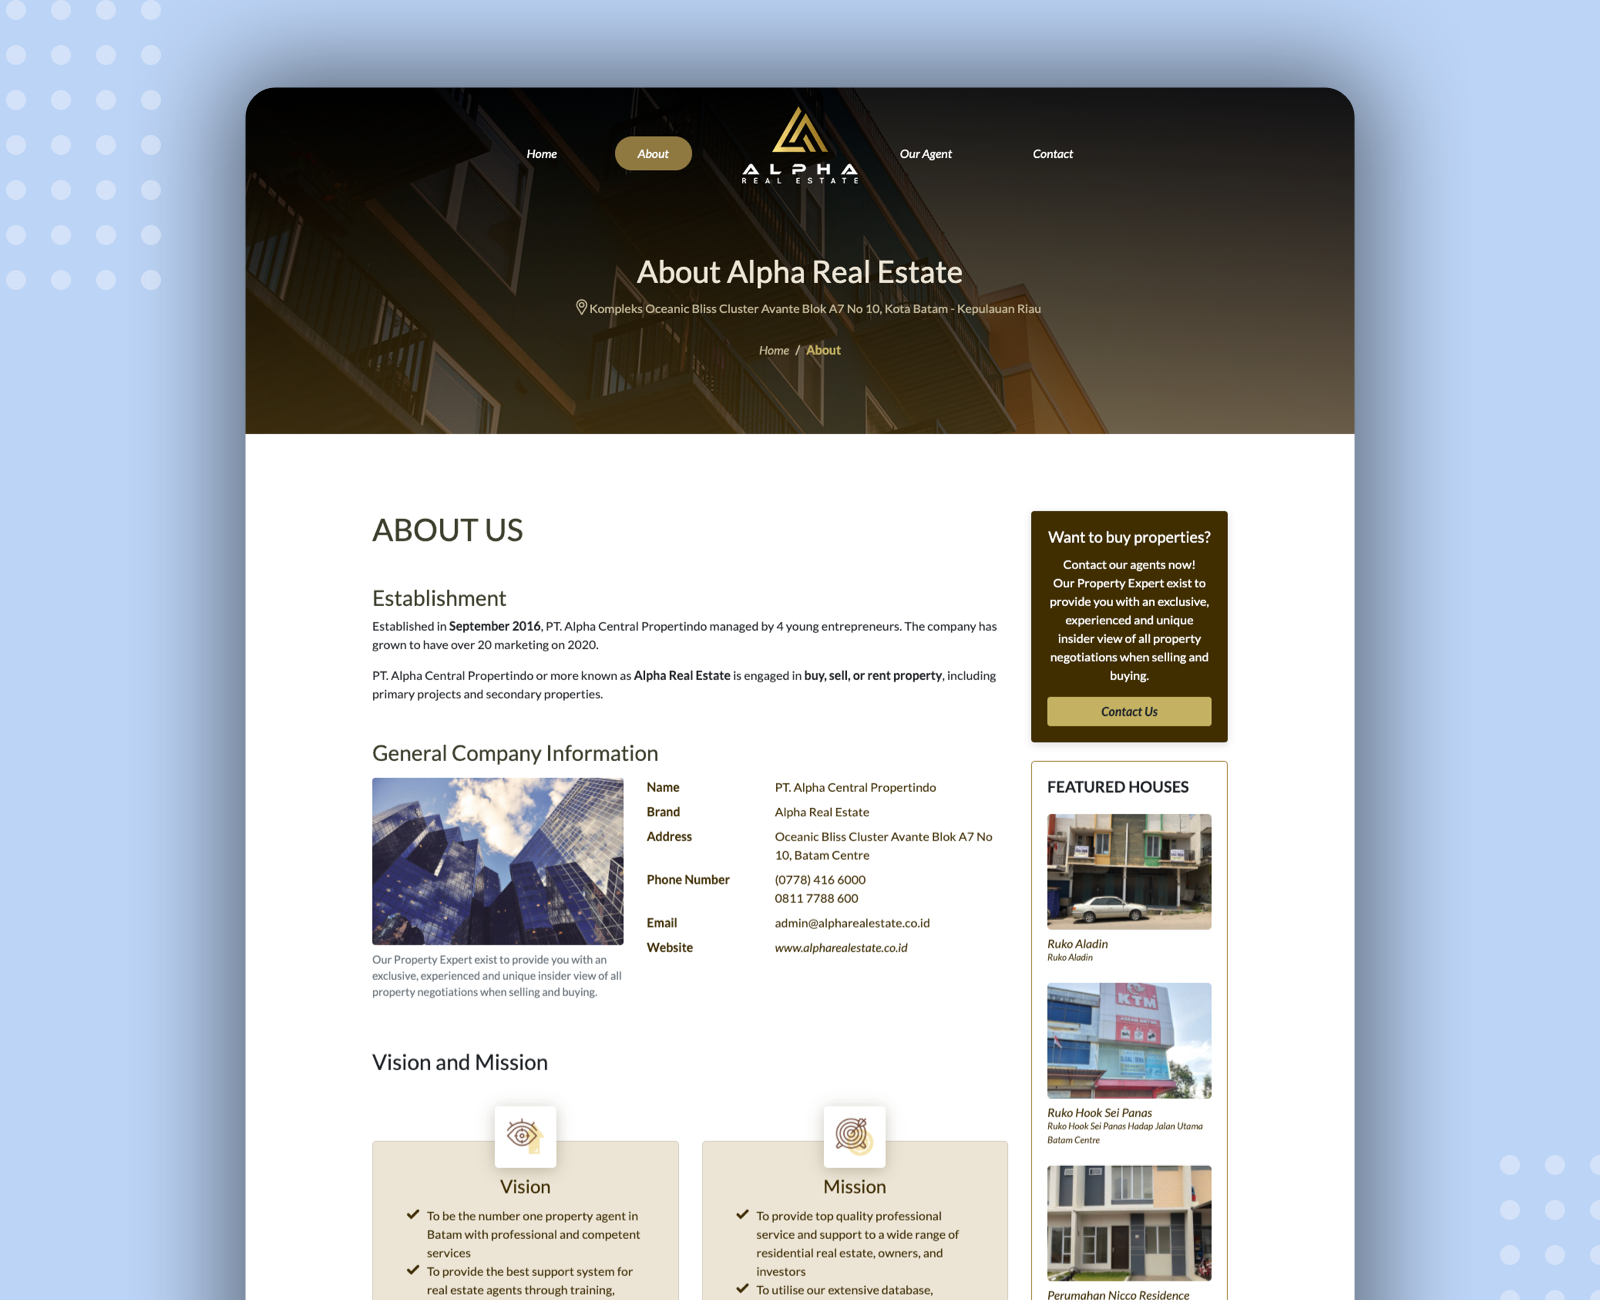 Home
About
ALPHA
REAL ESTATE
Our Agent
Contact
About Alpha Real Estate
Kompleks Oceanic Bliss Cluster Avante Blok A7 No 10, Kota Batam - Kepulauan Riau
Home / About
ABOUT US
Establishment
Established in September 2016, PT. Alpha Central Propertindo managed by 4 young entrepreneurs. The company has
grown to have over 20 marketing on 2020.
PT. Alpha Central Propertindo or more known as Alpha Real Estate is engaged in buy, sell, or rent property, including
primary projects and secondary properties.
General Company Information
Our Property Expert exist to provide you with an
exclusive, experienced and unique insider view of all
property negotiations when selling and buying.
Name PT. Alpha Central Propertindo
Brand Alpha Real Estate
Address Oceanic Bliss Cluster Avante Blok A7 No
10, Batam Centre
Phone Number (0778) 416 6000
0811 7788 600
Email admin@alpharealestate.co.id
Website www.alpharealestate.co.id
Vision and Mission
Vision
To be the number one property agent in
Batam with professional and competent
services
To provide the best support system for
real estate agents through training,
Mission
To provide top quality professional
service and support to a wide range of
residential real estate, owners, and
investors
To utilise our extensive database,
Want to buy properties?
Contact our agents now!
Our Property Expert exist to
provide you with an exclusive,
experienced and unique
insider view of all property
negotiations when selling and
buying.
Contact Us
FEATURED HOUSES
Ruko Aladin
Ruko Aladin
KTM
Ruko Hook Sei Panas
Ruko Hook Sei Panas Hadap Jalan Utama
Batam Centre
Perumahan Nicco Residence